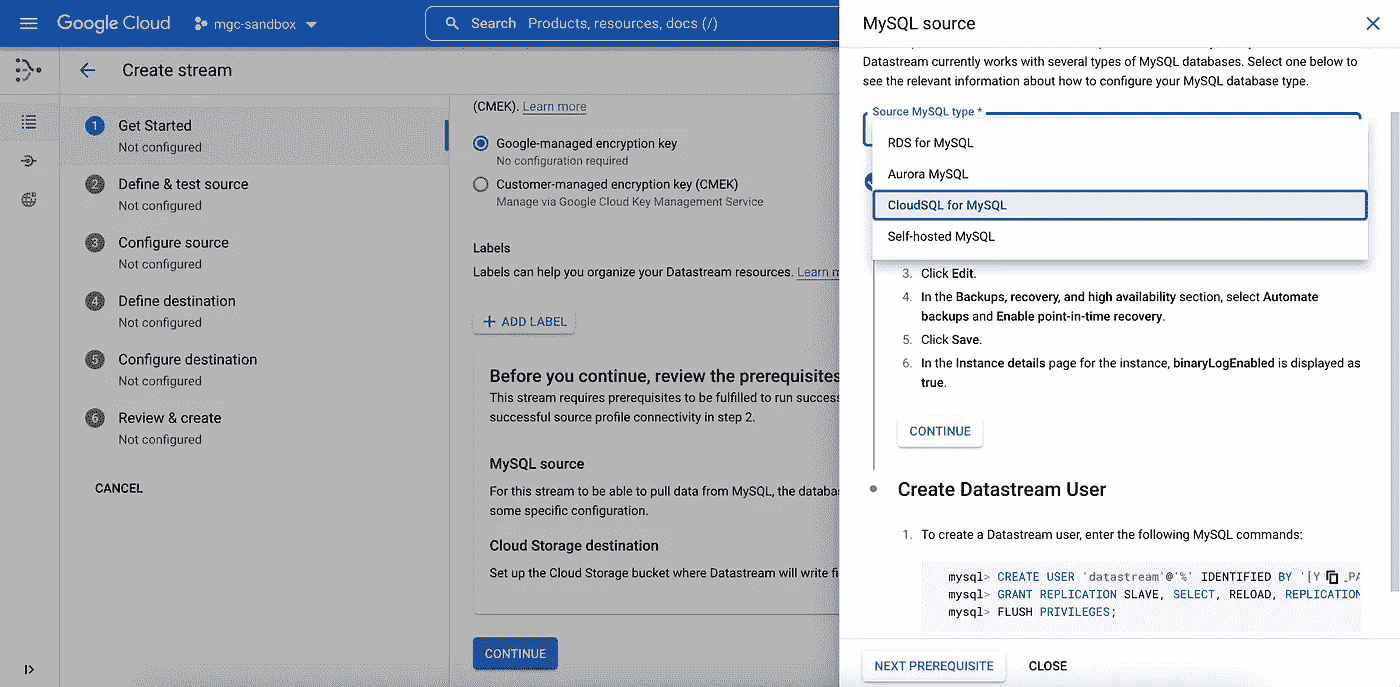 Google Cloud
mgc-sandbox
Search Products, resources, docs (/)
Create stream
1 Get Started
Not configured
2 Define & test source
Not configured
3 Configure source
Not configured
4 Define destination
Not configured
5 Configure destination
Not configured
6 Review & create
Not configured
CANCEL
(CMEK). Learn more
Google-managed encryption key
No configuration required
Customer-managed encryption key (CMEK)
Manage via Google Cloud Key Management Service
Labels
Labels can help you organize your Datastream resources. Learn
+ ADD LABEL
Before you continue, review the prerequisites
This stream requires prerequisites to be fulfilled to run
successful source profile connectivity in step 2.
MySQL source
For this stream to be able to pull data from MySQL, the
some specific configuration.
Cloud Storage destination
Set up the Cloud Storage bucket where Datastream will write
CONTINUE
MySQL source
Datastream currently works with several types of MySQL databases. Select one below to
see the relevant information about how to configure your MySQL database type.
Source MySQL type *
RDS for MySQL
Aurora MySQL
CloudSQL for MySQL
Self-hosted MySQL
3. Click Edit.
4. In the Backups, recovery, and high availability section, select Automate
backups and Enable point-in-time recovery.
5. Click Save.
6. In the Instance details page for the instance, binaryLogEnabled is displayed as
true.
CONTINUE
Create Datastream User
1. To create a Datastream user, enter the following MySQL commands:
mysql> CREATE USER 'datastream'@'%' IDENTIFIED BY '[Y
mysql> GRANT REPLICATION SLAVE, SELECT, RELOAD, REPLICATION
mysql> FLUSH PRIVILEGES;
NEXT PREREQUISITE CLOSE